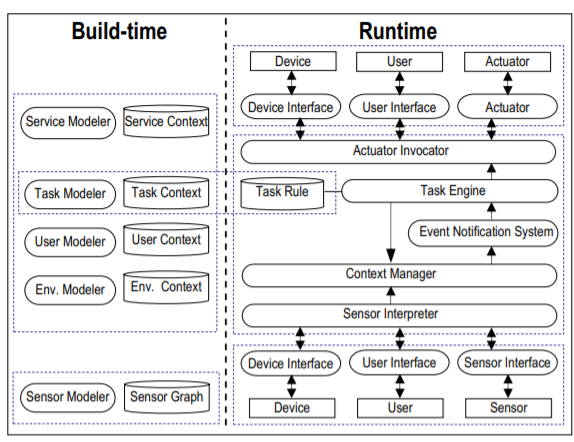 Build-time
Runtime
Device
User
Actuator
Device Interface
User Interface
Actuator
Service Modeler
Service Context
Actuator Invocator
Task Modeler
Task Context
Task Rule
Task Engine
User Modeler
User Context
Event Notification System
Env. Modeler
Env. Context
Context Manager
Sensor Interpreter
Device Interface
User Interface
Sensor Interface
Sensor Modeler
Sensor Graph
Device
User
Sensor